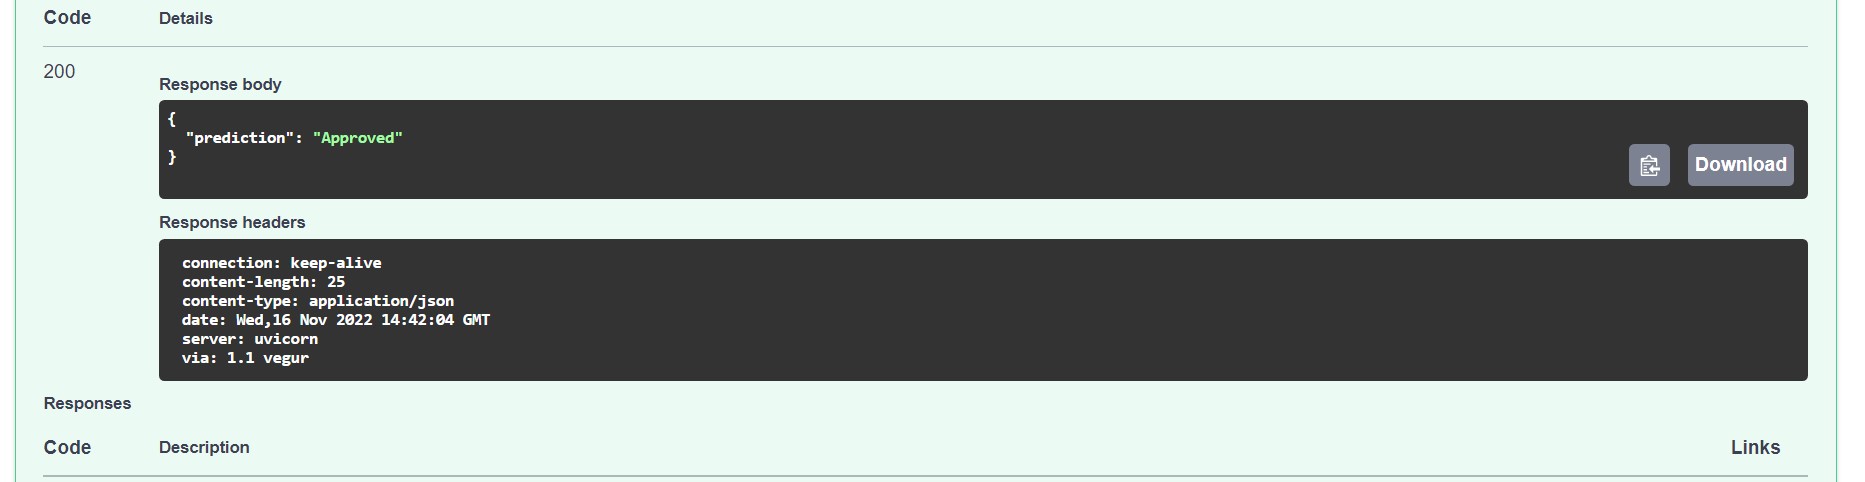 Code Details
200
Response body
{
  "prediction": "Approved"
}
Download
Response headers
connection: keep-alive
content-length: 25
content-type: application/json
date: Wed,16 Nov 2022 14:42:04 GMT
server: uvicorn
via: 1.1 vegur
Responses
Code Description Links